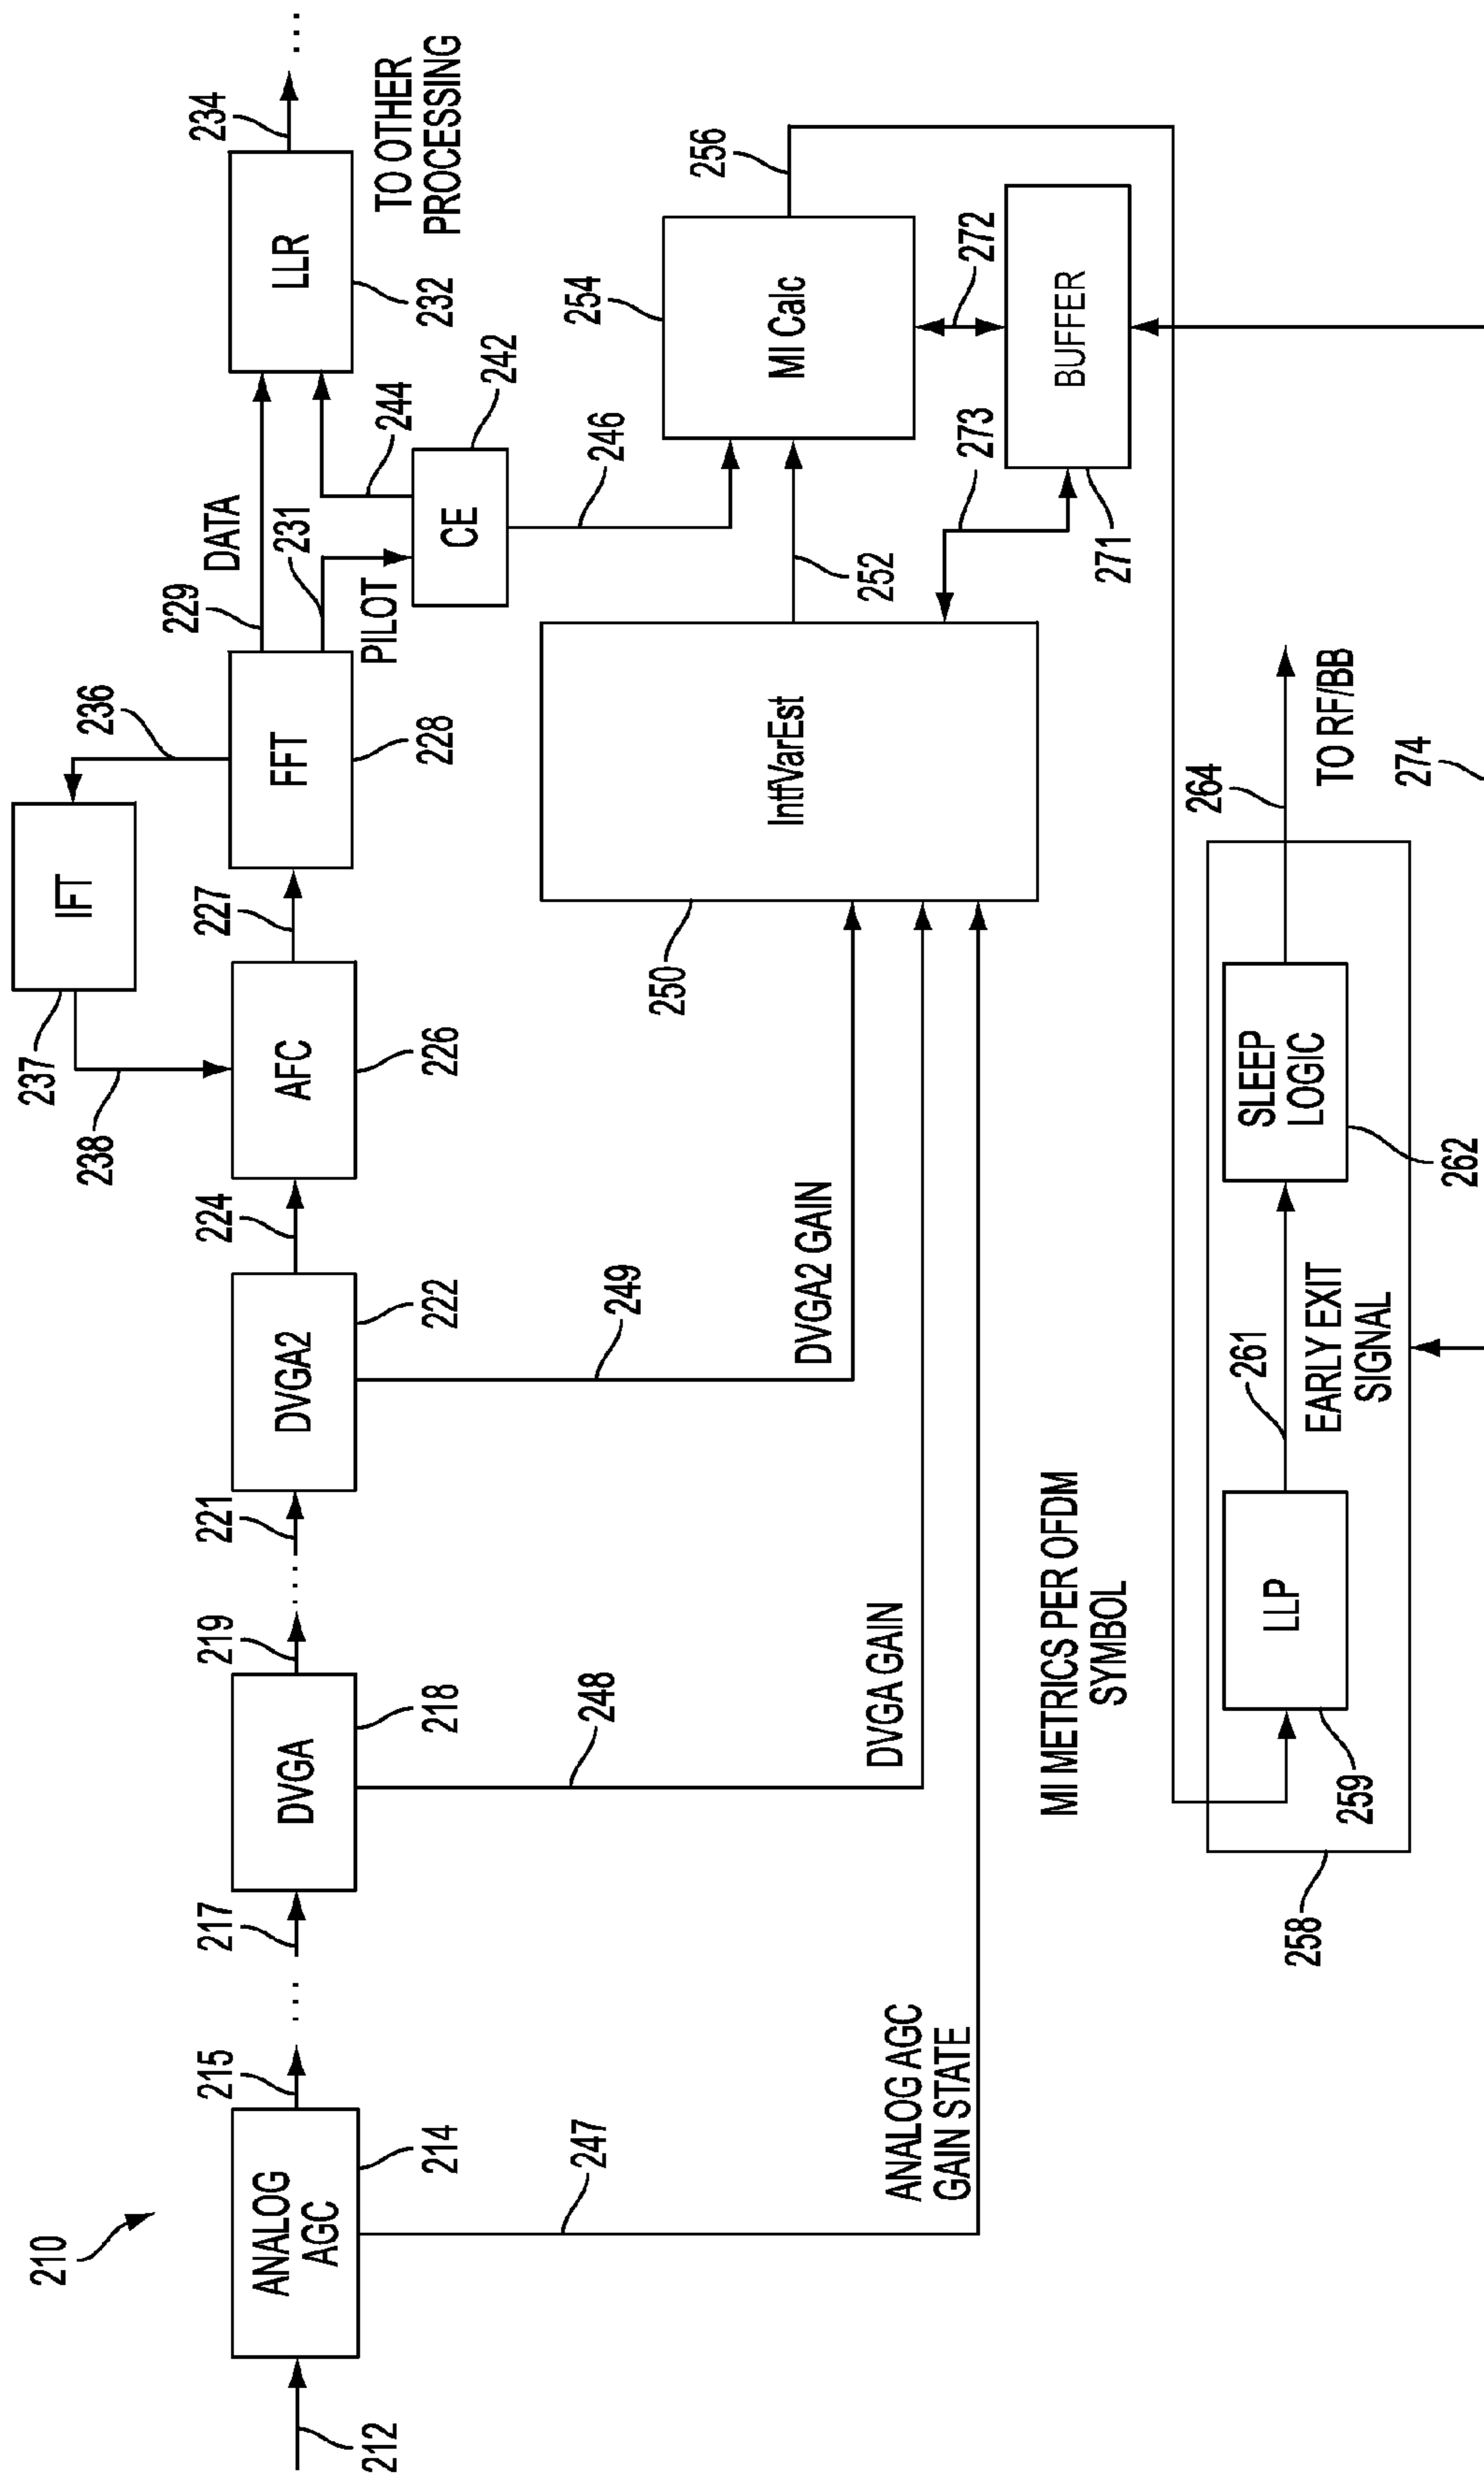 210
212
ANALOG
AGC
214
215
...
217
DVGA
218
219
...
221
DVGA2
222
224
AFC
226
227
IFT
237
238
236
FFT
228
229
DATA
231
PILOT
CE
242
244
LLR
232
234
...
TO OTHER
PROCESSING
247
ANALOG AGC
GAIN STATE
248
DVGA GAIN
249
DVGA2 GAIN
250
IntfVarEst
252
246
MI Calc
254
256
272
273
BUFFER
271
MI METRICS PER OFDM
SYMBOL
258
LLP
259
261
EARLY EXIT
SIGNAL
SLEEP
LOGIC
262
264
TO RF/BB
274